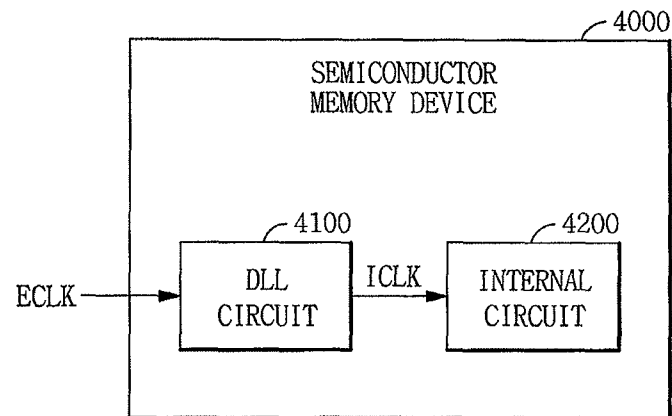 4000
SEMICONDUCTOR
MEMORY DEVICE
4100
4200
ECLK
DLL
CIRCUIT
ICLK
INTERNAL
CIRCUIT